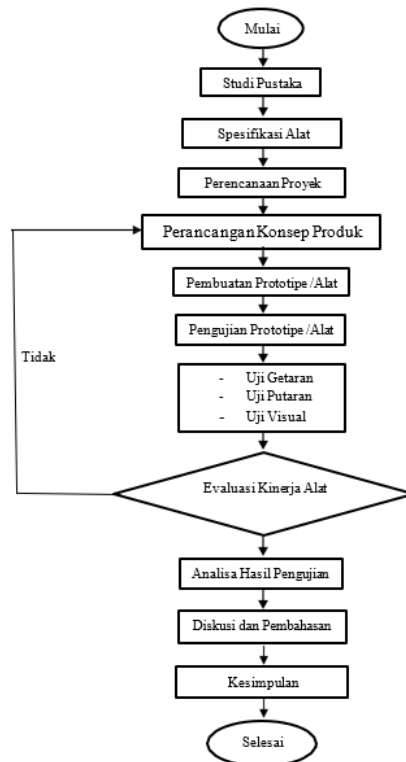 Mulai
Studi Pustaka
Spesifikasi Alat
Perencanaan Proyek
Perancangan Konsep Produk
Pembuatan Prototipe /Alat
Pengujian Prototipe /Alat
Tidak
- Uji Getaran
- Uji Putaran
- Uji Visual
Evaluasi Kinerja Alat
Analisa Hasil Pengujian
Diskusi dan Pembahasan
Kesimpulan
Selesai